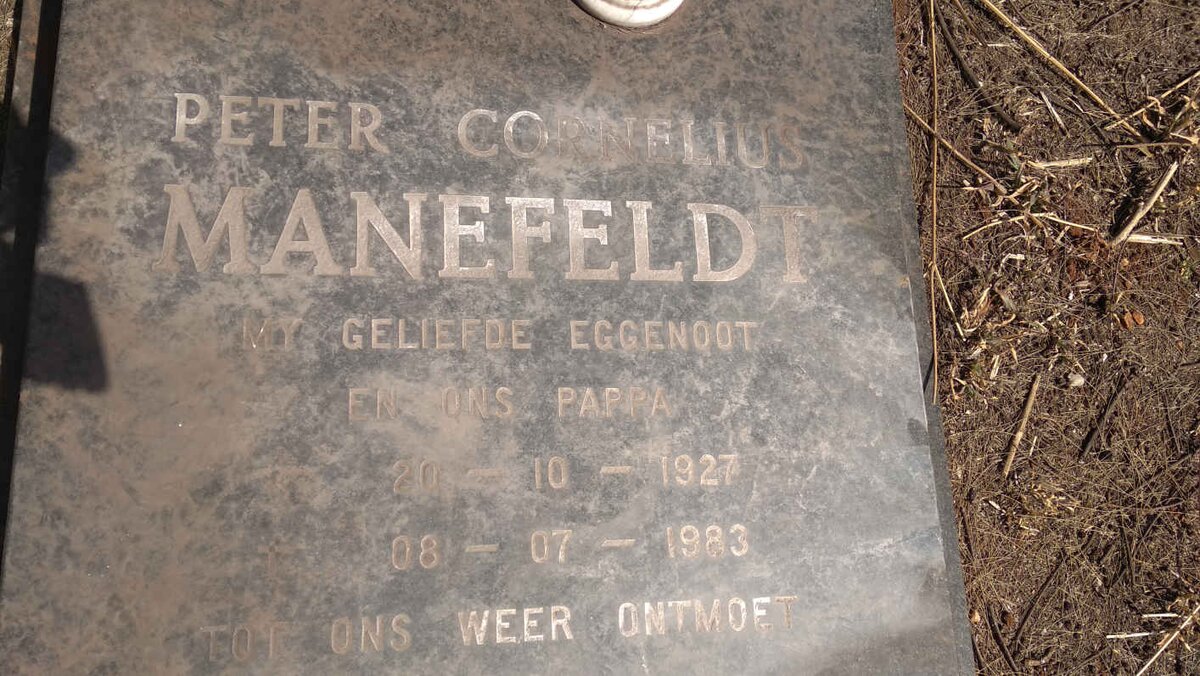 PETER CORNELIUS
MANEFELDT
MY GELIEFDE EGGENOOT
EN ONS PAPPA
20 – 10 – 1927
† 08 – 07 – 1983
TOT ONS WEER ONTMOET